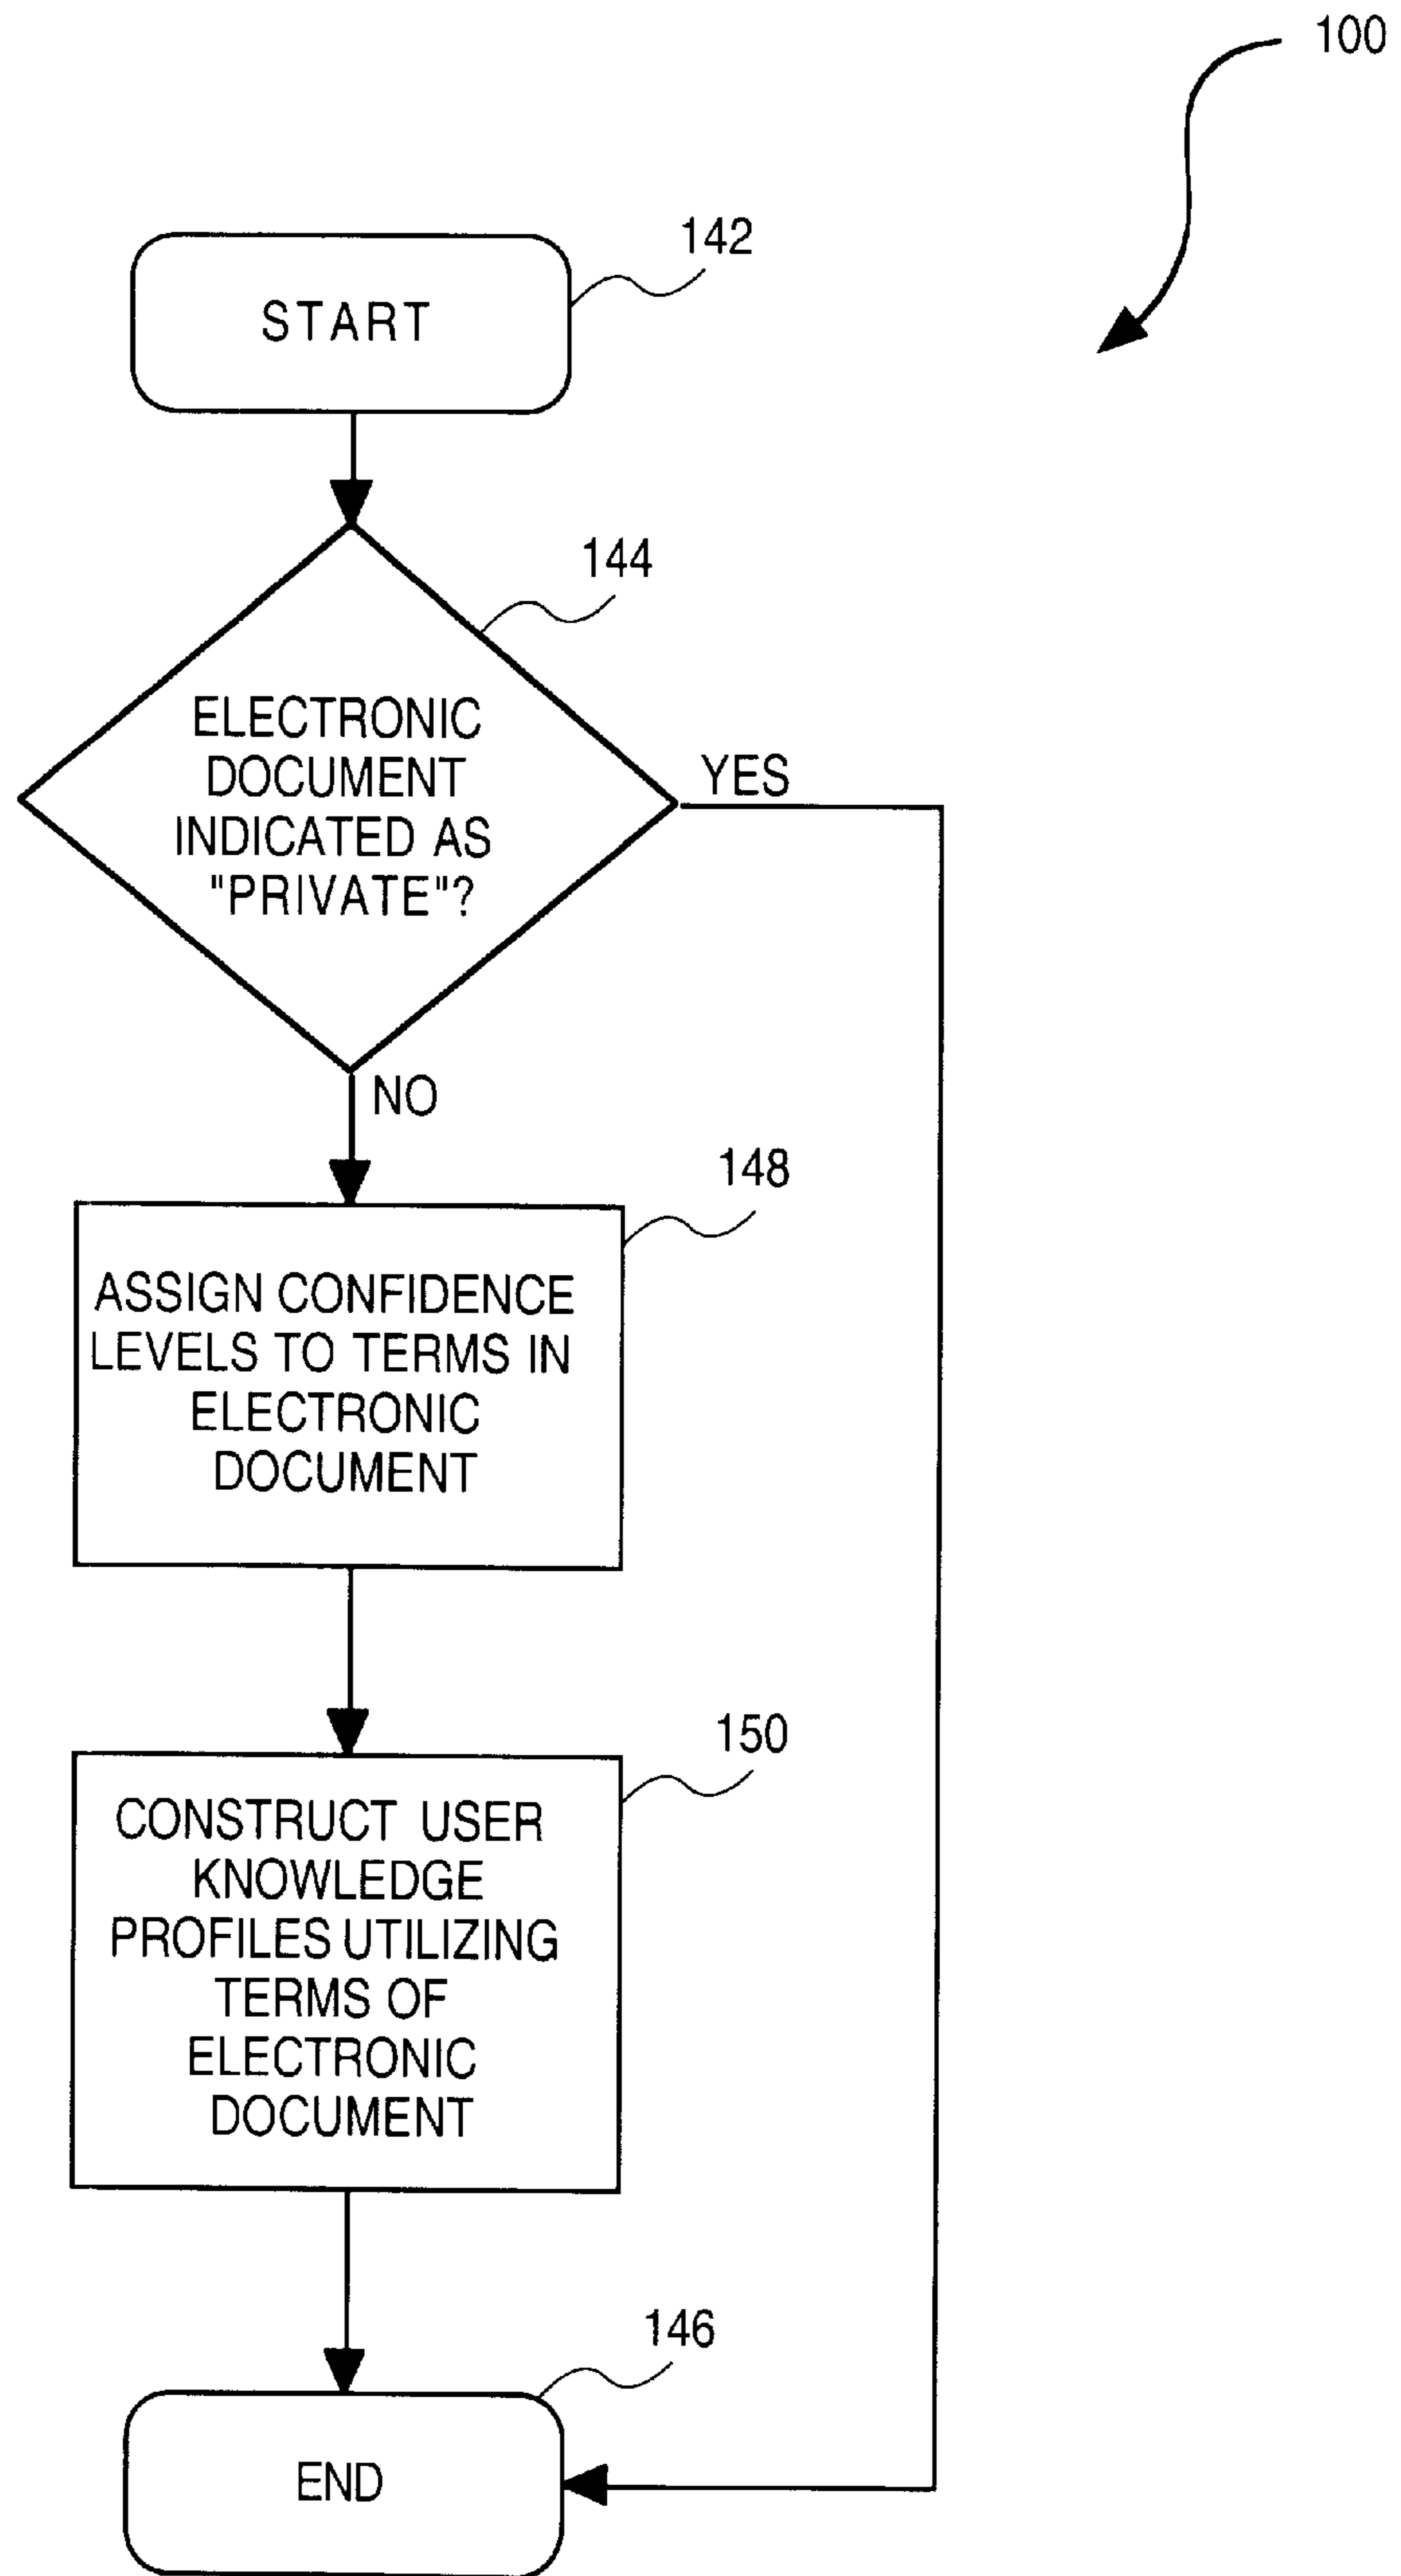 100
142
START
144
ELECTRONIC
DOCUMENT
INDICATED AS
"PRIVATE"?
YES
NO
148
ASSIGN CONFIDENCE
LEVELS TO TERMS IN
ELECTRONIC
DOCUMENT
150
CONSTRUCT USER
KNOWLEDGE
PROFILES UTILIZING
TERMS OF
ELECTRONIC
DOCUMENT
146
END